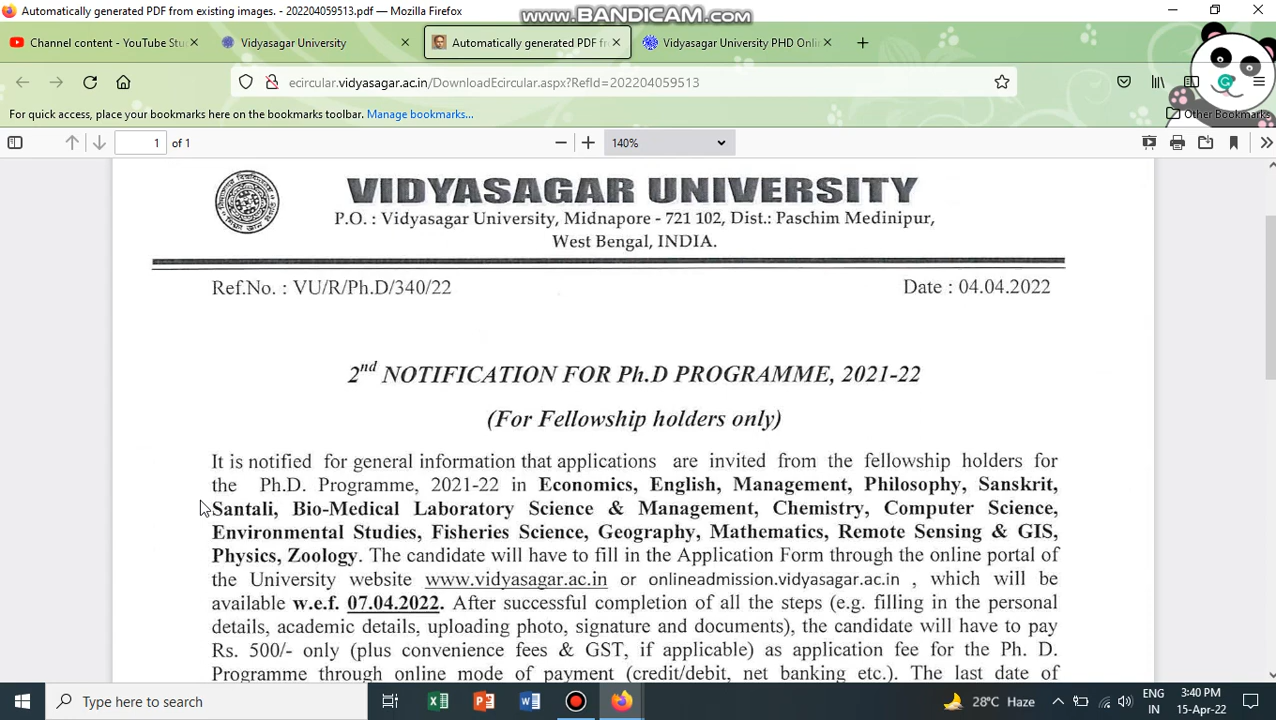 Automatically generated PDF from existing images. - 202204059513.pdf — Mozilla Firefox
www.BANDICAM.com
Channel content - YouTube Stu
Vidyasagar University
Automatically generated PDF fr
Vidyasagar University PHD Onlin
ecircular.vidyasagar.ac.in/DownloadEcircular.aspx?RefId=202204059513
For quick access, place your bookmarks here on the bookmarks toolbar. Manage bookmarks...
Other Bookmarks
1 of 1
140%
VIDYASAGAR UNIVERSITY
P.O. : Vidyasagar University, Midnapore - 721 102, Dist.: Paschim Medinipur,
West Bengal, INDIA.
Ref.No. : VU/R/Ph.D/340/22
Date : 04.04.2022
2nd NOTIFICATION FOR Ph.D PROGRAMME, 2021-22
(For Fellowship holders only)
It is notified for general information that applications are invited from the fellowship holders for
the Ph.D. Programme, 2021-22 in Economics, English, Management, Philosophy, Sanskrit,
Santali, Bio-Medical Laboratory Science & Management, Chemistry, Computer Science,
Environmental Studies, Fisheries Science, Geography, Mathematics, Remote Sensing & GIS,
Physics, Zoology. The candidate will have to fill in the Application Form through the online portal of
the University website www.vidyasagar.ac.in or onlineadmission.vidyasagar.ac.in , which will be
available w.e.f. 07.04.2022. After successful completion of all the steps (e.g. filling in the personal
details, academic details, uploading photo, signature and documents), the candidate will have to pay
Rs. 500/- only (plus convenience fees & GST, if applicable) as application fee for the Ph. D.
Programme through online mode of payment (credit/debit, net banking etc.). The last date of
Type here to search
28°C Haze
ENG
IN
3:40 PM
15-Apr-22